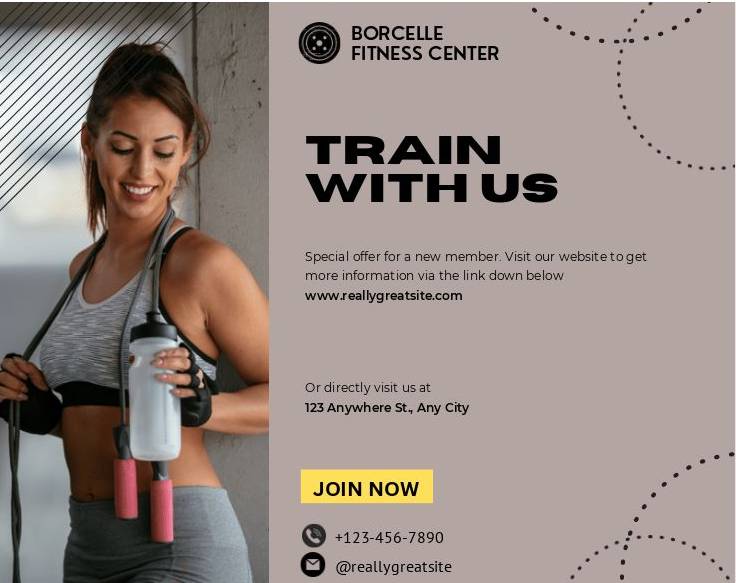 BORCELLE
FITNESS CENTER
TRAIN
WITH US
Special offer for a new member. Visit our website to get
more information via the link down below
www.reallygreatsite.com
Or directly visit us at
123 Anywhere St., Any City
JOIN NOW
+123-456-7890
@reallygreatsite